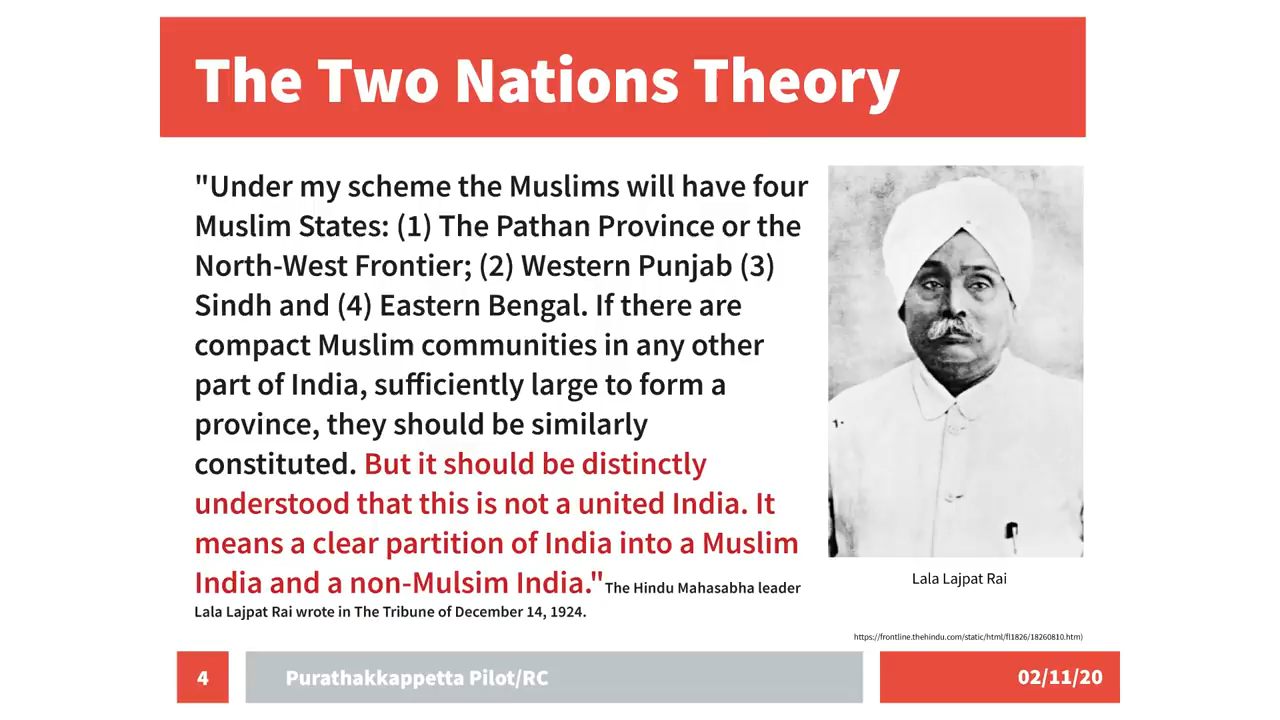 The Two Nations Theory
"Under my scheme the Muslims will have four
Muslim States: (1) The Pathan Province or the
North-West Frontier; (2) Western Punjab (3)
Sindh and (4) Eastern Bengal. If there are
compact Muslim communities in any other
part of India, sufficiently large to form a
province, they should be similarly
constituted. But it should be distinctly
understood that this is not a united India. It
means a clear partition of India into a Muslim
India and a non-Mulsim India." The Hindu Mahasabha leader
Lala Lajpat Rai wrote in The Tribune of December 14, 1924.
Lala Lajpat Rai
https://frontline.thehindu.com/static/html/fl1826/18260810.htm)
4
Purathakkappetta Pilot/RC
02/11/20